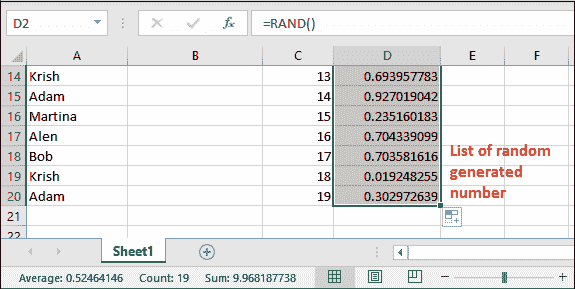 D2 fx =RAND()
A B C D E F
14 Krish 13 0.693957783
15 Adam 14 0.927019042
16 Martina 15 0.235160183
17 Alen 16 0.704339099
18 Bob 17 0.703581616
19 Krish 18 0.019248255
20 Adam 19 0.302972639
List of random
generated
number
21
22
Sheet1
Average: 0.52464146 Count: 19 Sum: 9.968187738